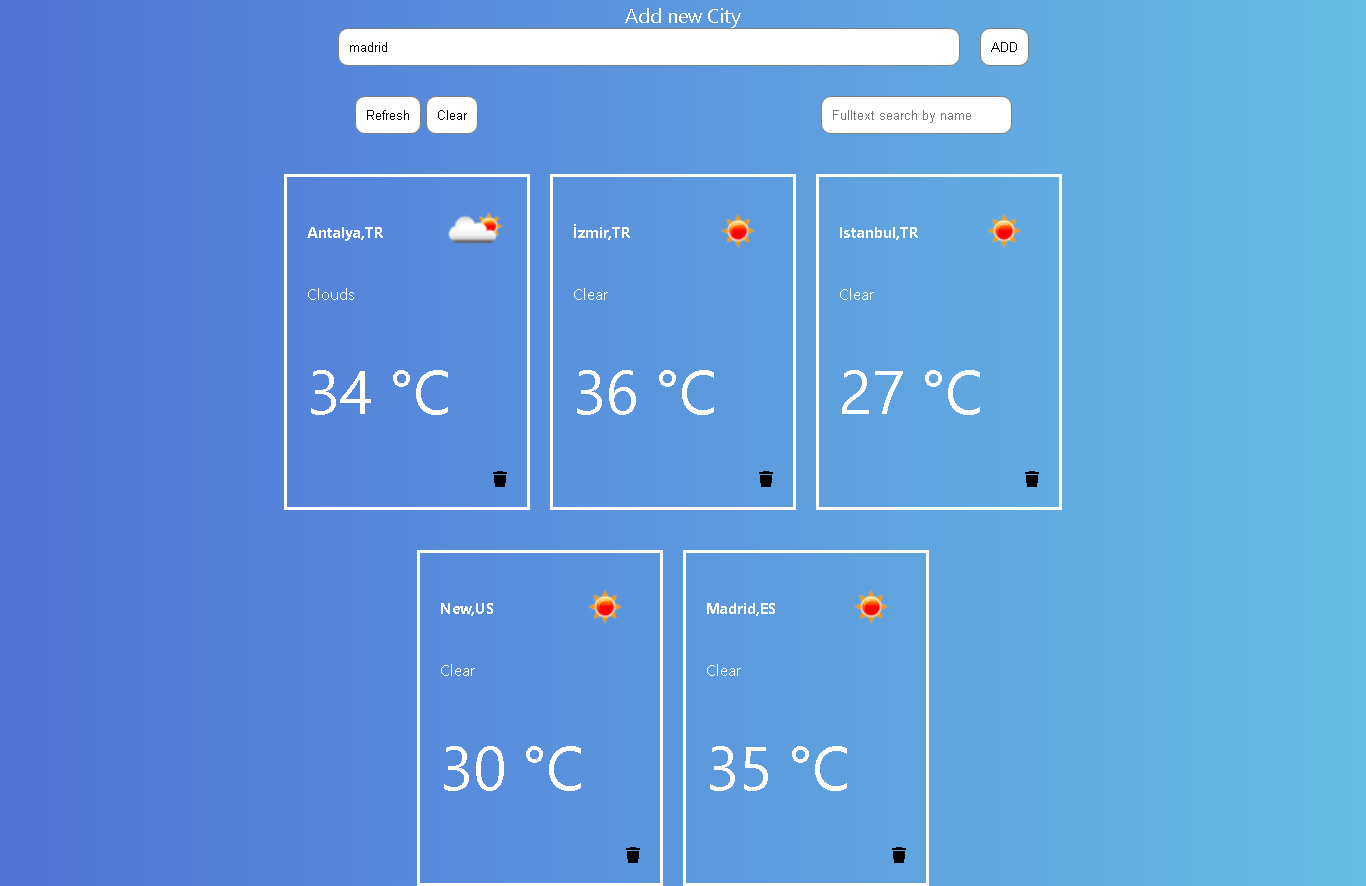 Add new City
madrid
ADD
Refresh
Clear
Fulltext search by name
Antalya,TR
Clouds
34 °C
İzmir,TR
Clear
36 °C
Istanbul,TR
Clear
27 °C
New,US
Clear
30 °C
Madrid,ES
Clear
35 °C